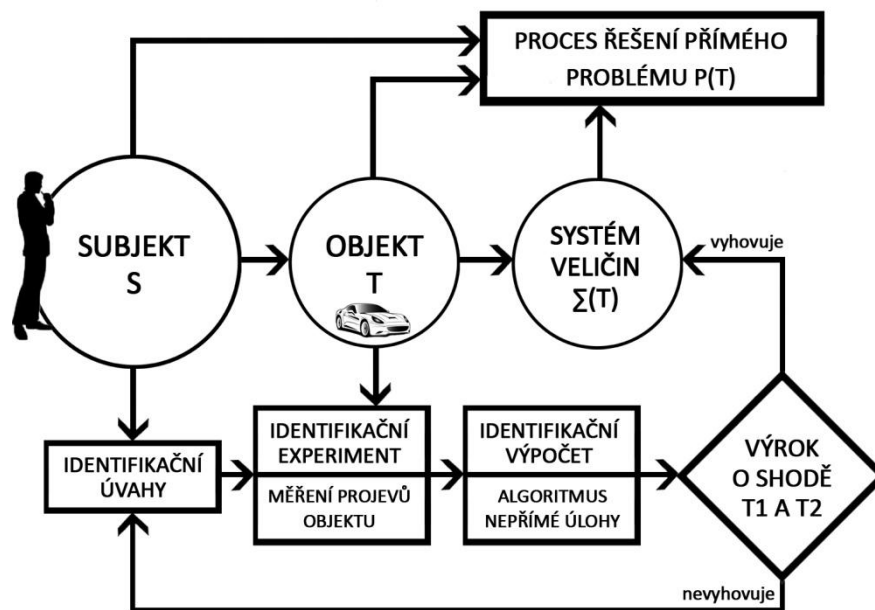 PROCES ŘEŠENÍ PŘÍMÉHO
PROBLÉMU P(T)
SUBJEKT
S
OBJEKT
T
SYSTÉM
VELIČIN
∑(T)
vyhovuje
IDENTIFIKAČNÍ
ÚVAHY
IDENTIFIKAČNÍ
EXPERIMENT
MĚŘENÍ PROJEVŮ
OBJEKTU
IDENTIFIKAČNÍ
VÝPOČET
ALGORITMUS
NEPŘÍMÉ ÚLOHY
VÝROK
O SHODĚ
T1 A T2
nevyhovuje